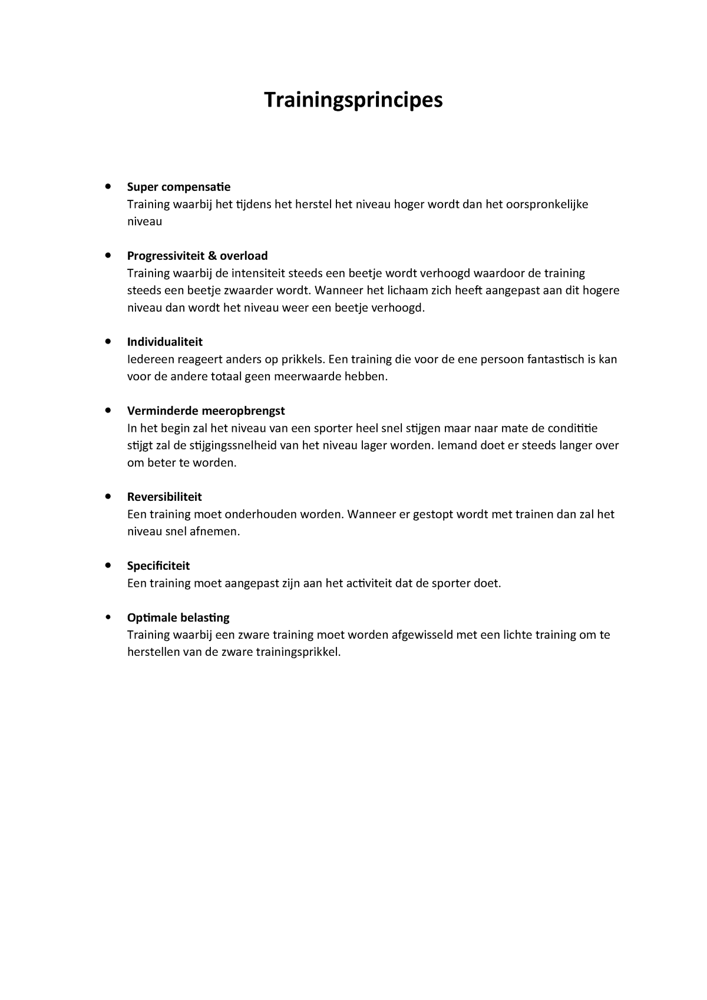 Trainingsprincipes
• Super compensatie
Training waarbij het tijdens het herstel het niveau hoger wordt dan het oorspronkelijke
niveau
• Progressiviteit & overload
Training waarbij de intensiteit steeds een beetje wordt verhoogd waardoor de training
steeds een beetje zwaarder wordt. Wanneer het lichaam zich heeft aangepast aan dit hogere
niveau dan wordt het niveau weer een beetje verhoogd.
• Individualiteit
Iedereen reageert anders op prikkels. Een training die voor de ene persoon fantastisch is kan
voor de andere totaal geen meerwaarde hebben.
• Verminderde meeropbrengst
In het begin zal het niveau van een sporter heel snel stijgen maar naar mate de condititie
stijgt zal de stijgingssnelheid van het niveau lager worden. Iemand doet er steeds langer over
om beter te worden.
• Reversibiliteit
Een training moet onderhouden worden. Wanneer er gestopt wordt met trainen dan zal het
niveau snel afnemen.
• Specificiteit
Een training moet aangepast zijn aan het activiteit dat de sporter doet.
• Optimale belasting
Training waarbij een zware training moet worden afgewisseld met een lichte training om te
herstellen van de zware trainingsprikkel.